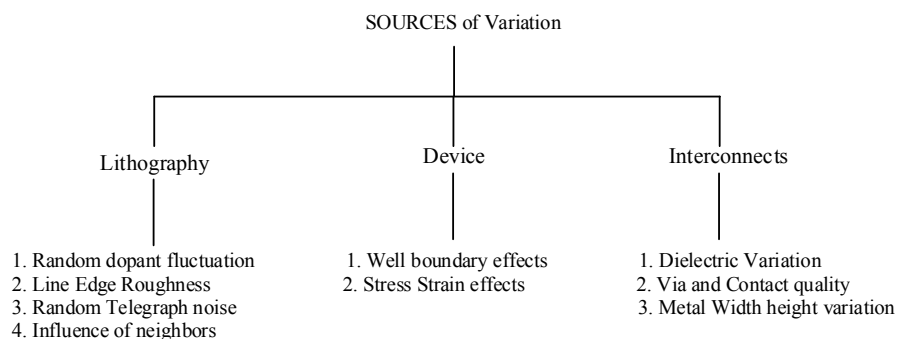 SOURCES of Variation
Lithography
Device
Interconnects
1. Random dopant fluctuation
2. Line Edge Roughness
3. Random Telegraph noise
4. Influence of neighbors
1. Well boundary effects
2. Stress Strain effects
1. Dielectric Variation
2. Via and Contact quality
3. Metal Width height variation